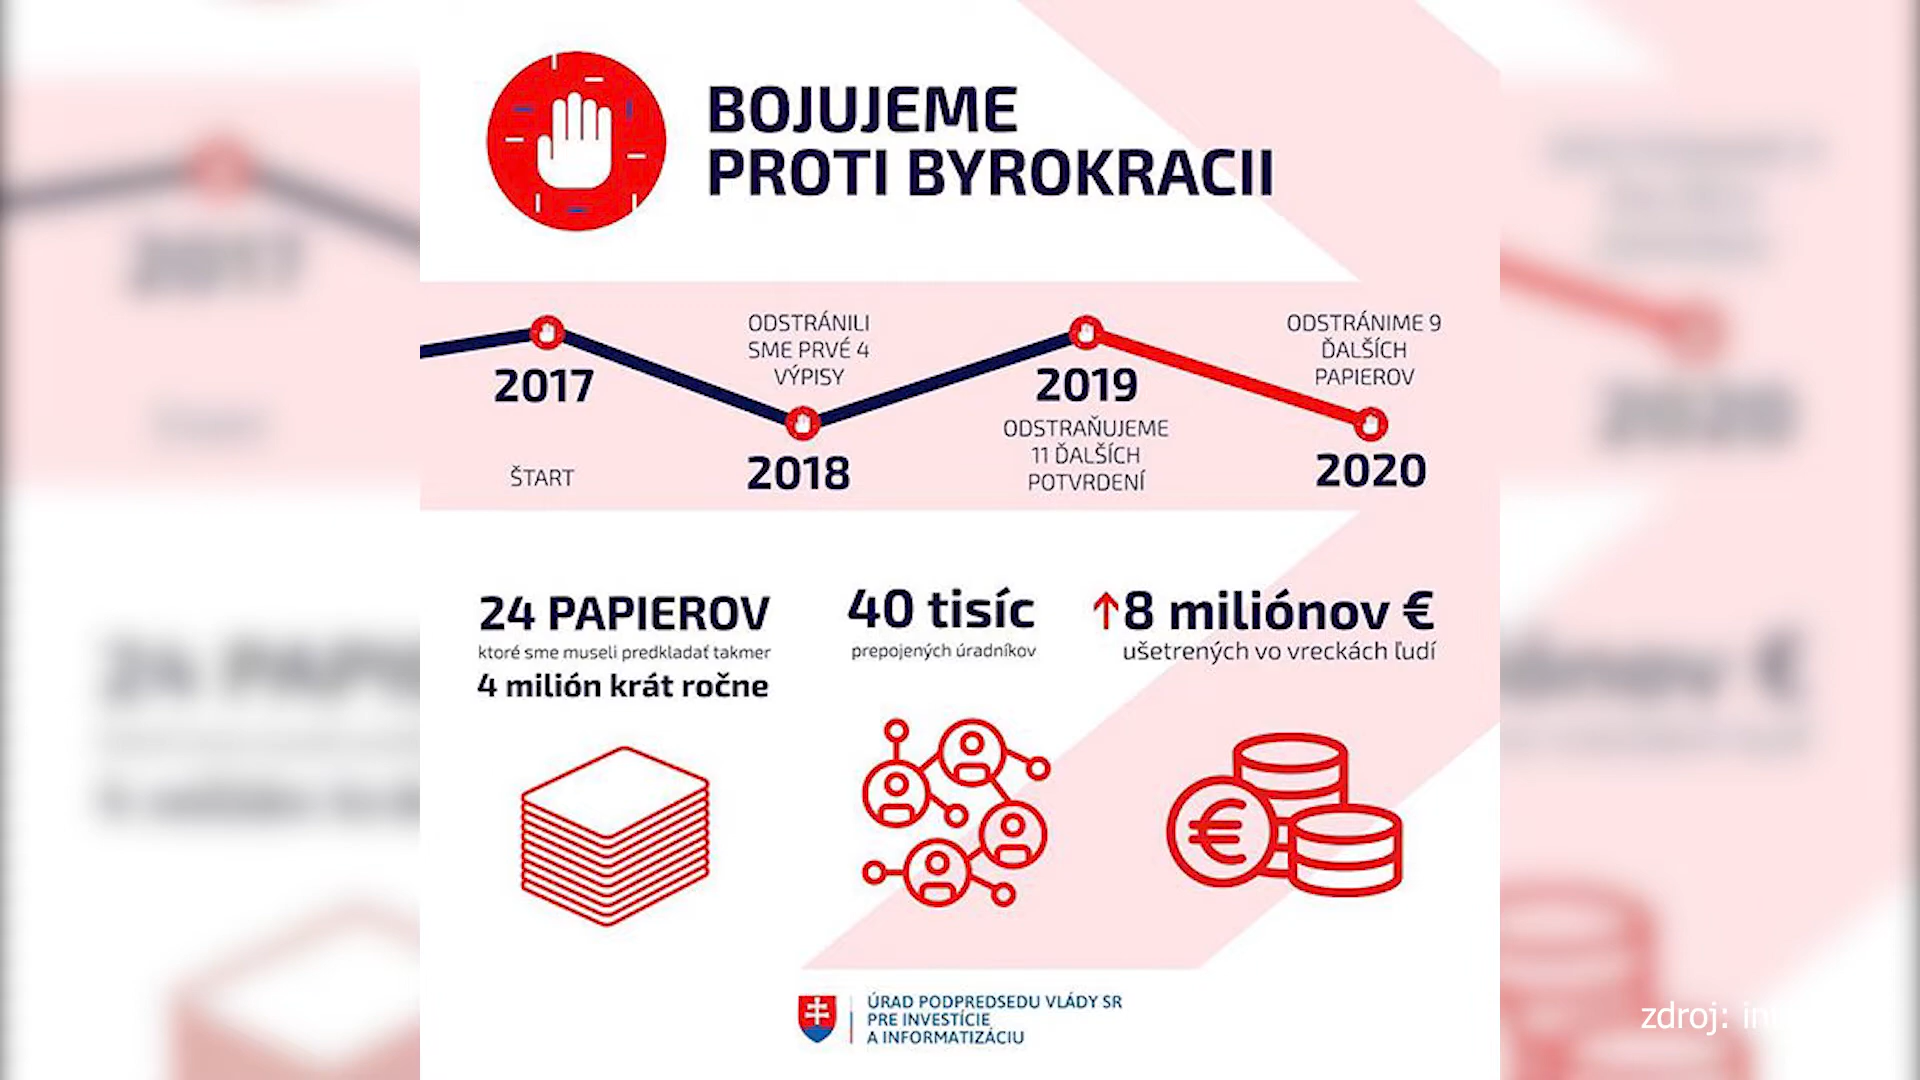 BOJUJEME
PROTI BYROKRACII
2017
ŠTART
ODSTRÁNILI
SME PRVÉ 4
VÝPISY
2018
2019
ODSTRAŇUJEME
11 ĎALŠÍCH
POTVRDENÍ
ODSTRÁNIME 9
ĎALŠÍCH
PAPIEROV
2020
24 PAPIEROV
ktoré sme museli predkladať takmer
4 milión krát ročne
40 tisíc
prepojených úradníkov
↑8 miliónov €
ušetrených vo vreckách ľudí
ÚRAD PODPREDSEDU VLÁDY SR
PRE INVESTÍCIE
A INFORMATIZÁCIU
zdroj: